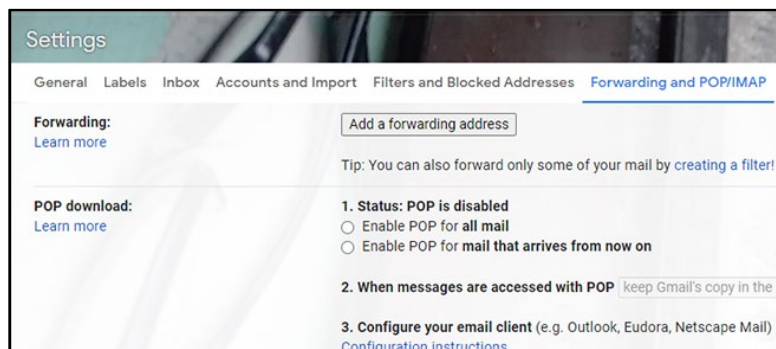 Settings
General Labels Inbox Accounts and Import Filters and Blocked Addresses Forwarding and POP/IMAP
Forwarding:
Learn more
Add a forwarding address
Tip: You can also forward only some of your mail by creating a filter!
POP download:
Learn more
1. Status: POP is disabled
Enable POP for all mail
Enable POP for mail that arrives from now on
2. When messages are accessed with POP keep Gmail's copy in the
3. Configure your email client (e.g. Outlook, Eudora, Netscape Mail)
Configuration instructions